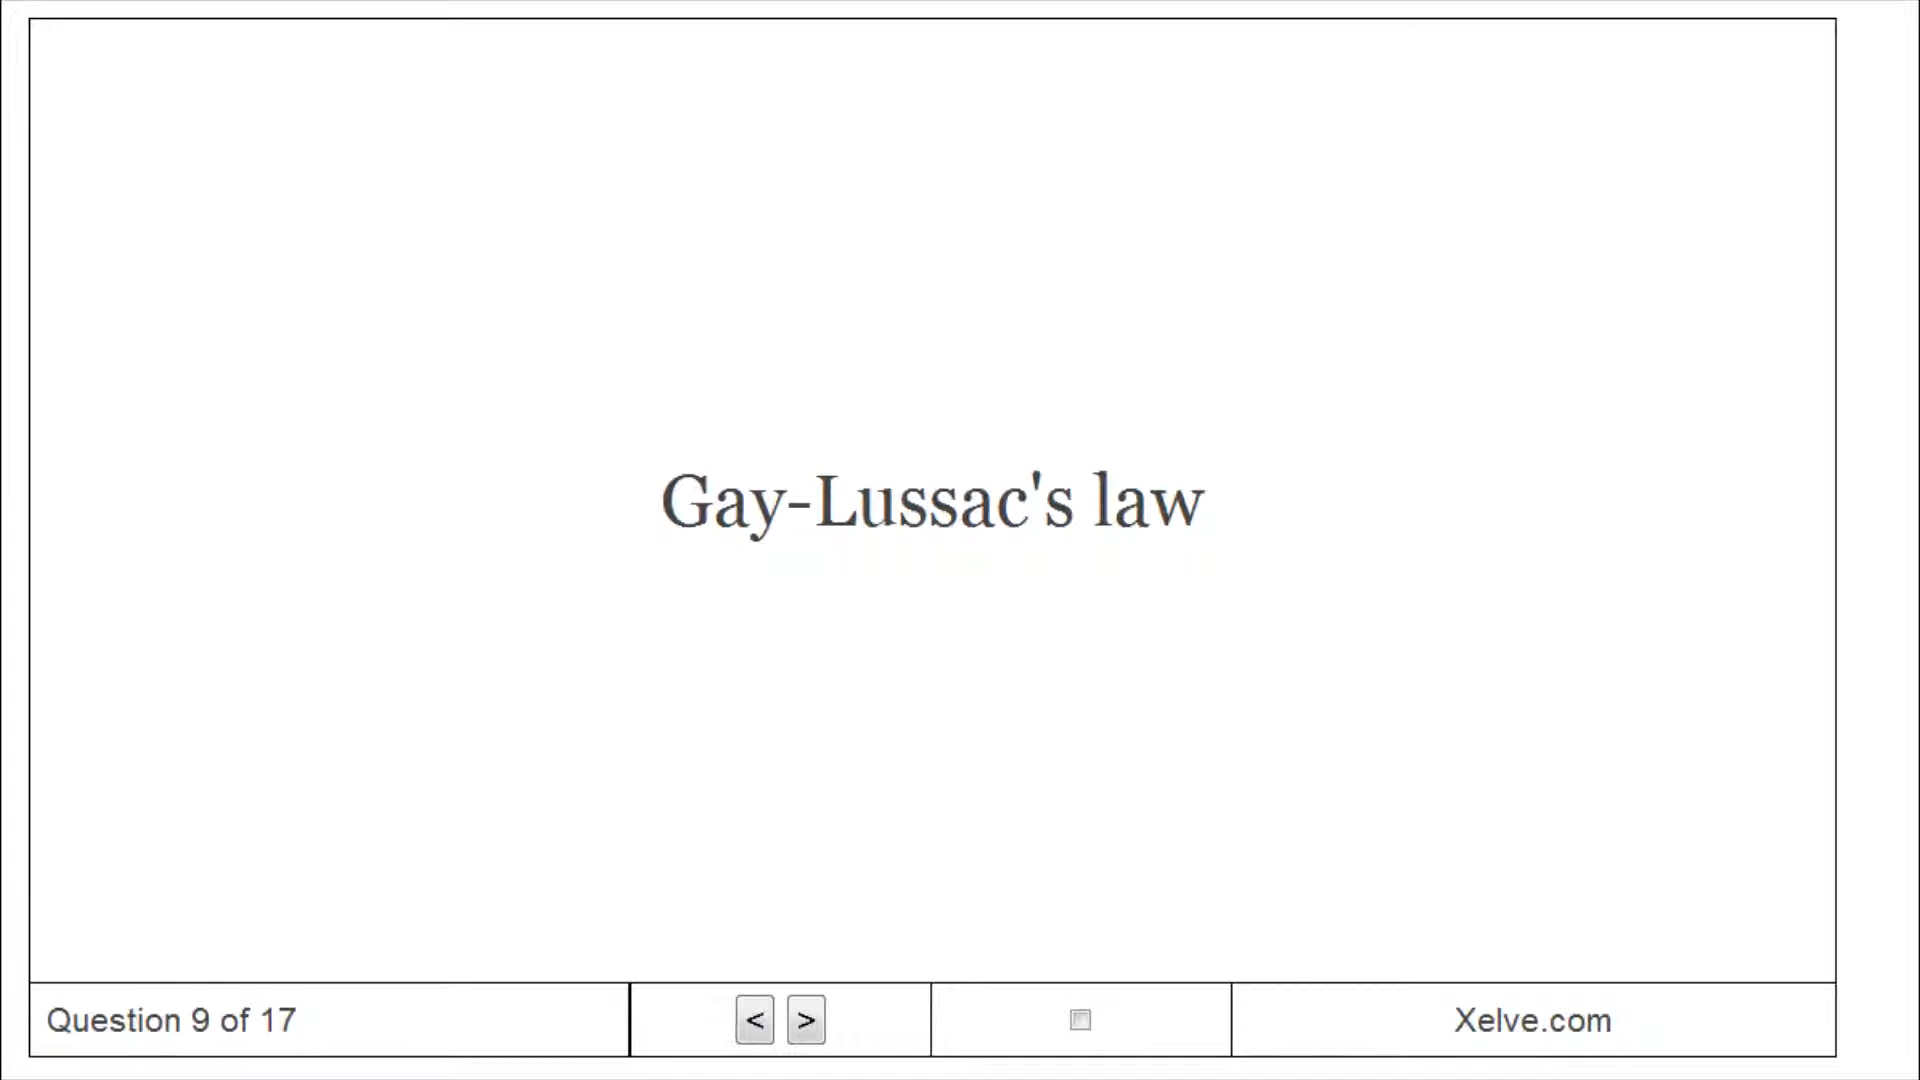 Gay-Lussac's law
Question 9 of 17
<
>
Xelve.com